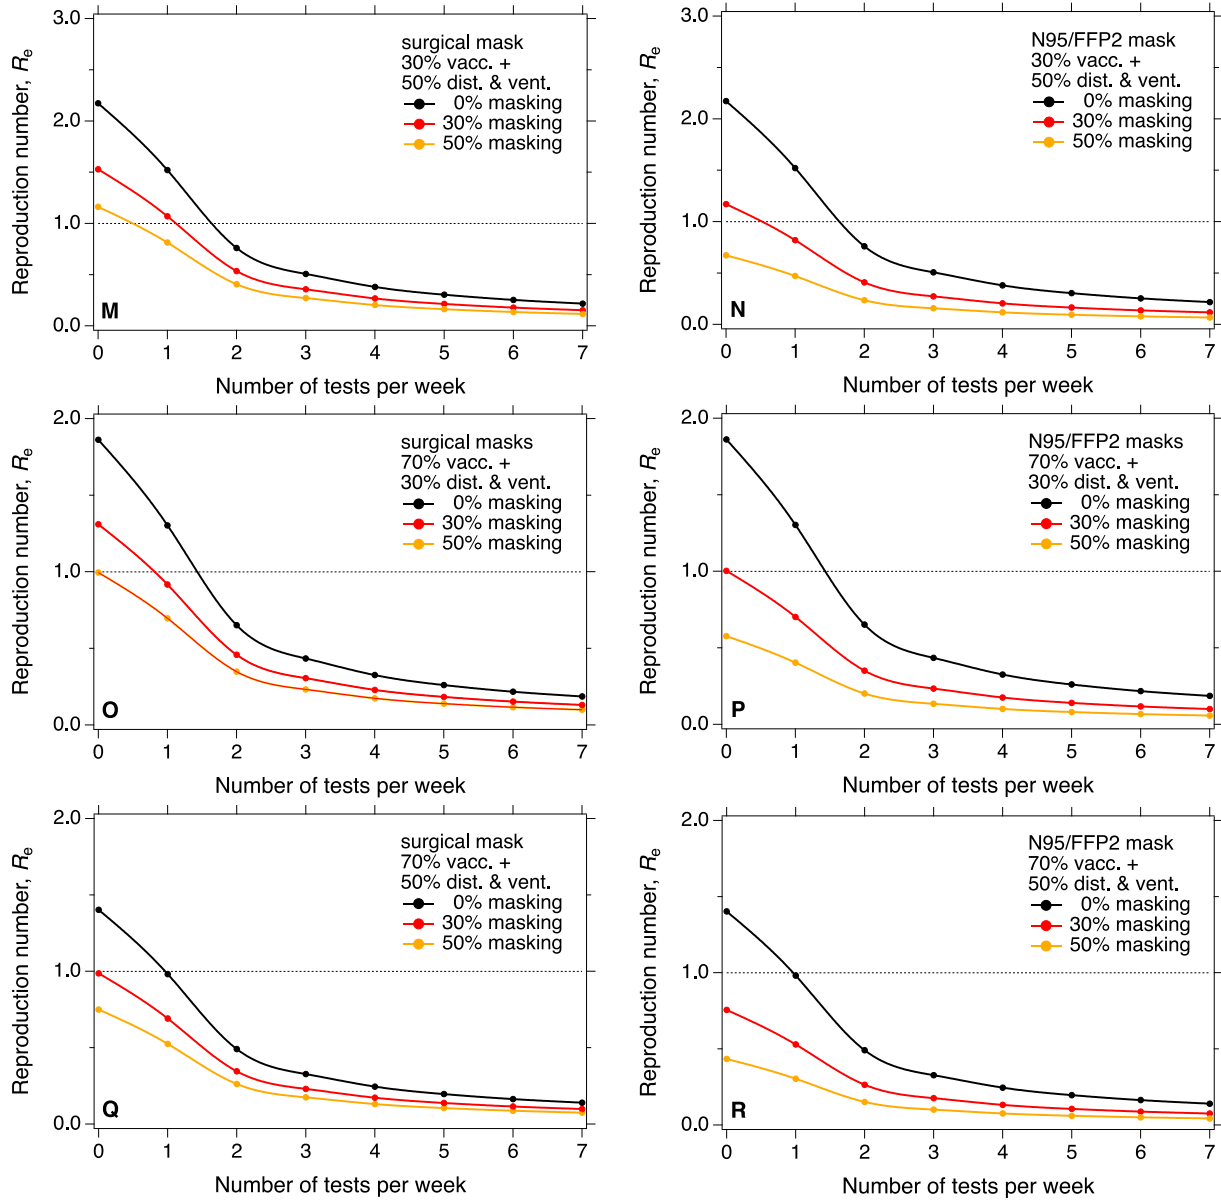 3.0
2.0
1.0
0.0
Reproduction number, Re
surgical mask
30% vacc. +
50% dist. & vent.
0% masking
30% masking
50% masking
M
0 1 2 3 4 5 6 7
Number of tests per week
3.0
2.0
1.0
0.0
Reproduction number, Re
N95/FFP2 mask
30% vacc. +
50% dist. & vent.
0% masking
30% masking
50% masking
N
0 1 2 3 4 5 6 7
Number of tests per week
2.0
1.0
0.0
Reproduction number, Re
surgical masks
70% vacc. +
30% dist. & vent.
0% masking
30% masking
50% masking
O
0 1 2 3 4 5 6 7
Number of tests per week
2.0
1.0
0.0
Reproduction number, Re
N95/FFP2 masks
70% vacc. +
30% dist. & vent.
0% masking
30% masking
50% masking
P
0 1 2 3 4 5 6 7
Number of tests per week
2.0
1.0
0.0
Reproduction number, Re
surgical mask
70% vacc. +
50% dist. & vent.
0% masking
30% masking
50% masking
Q
0 1 2 3 4 5 6 7
Number of tests per week
2.0
1.0
0.0
Reproduction number, Re
N95/FFP2 mask
70% vacc. +
50% dist. & vent.
0% masking
30% masking
50% masking
R
0 1 2 3 4 5 6 7
Number of tests per week